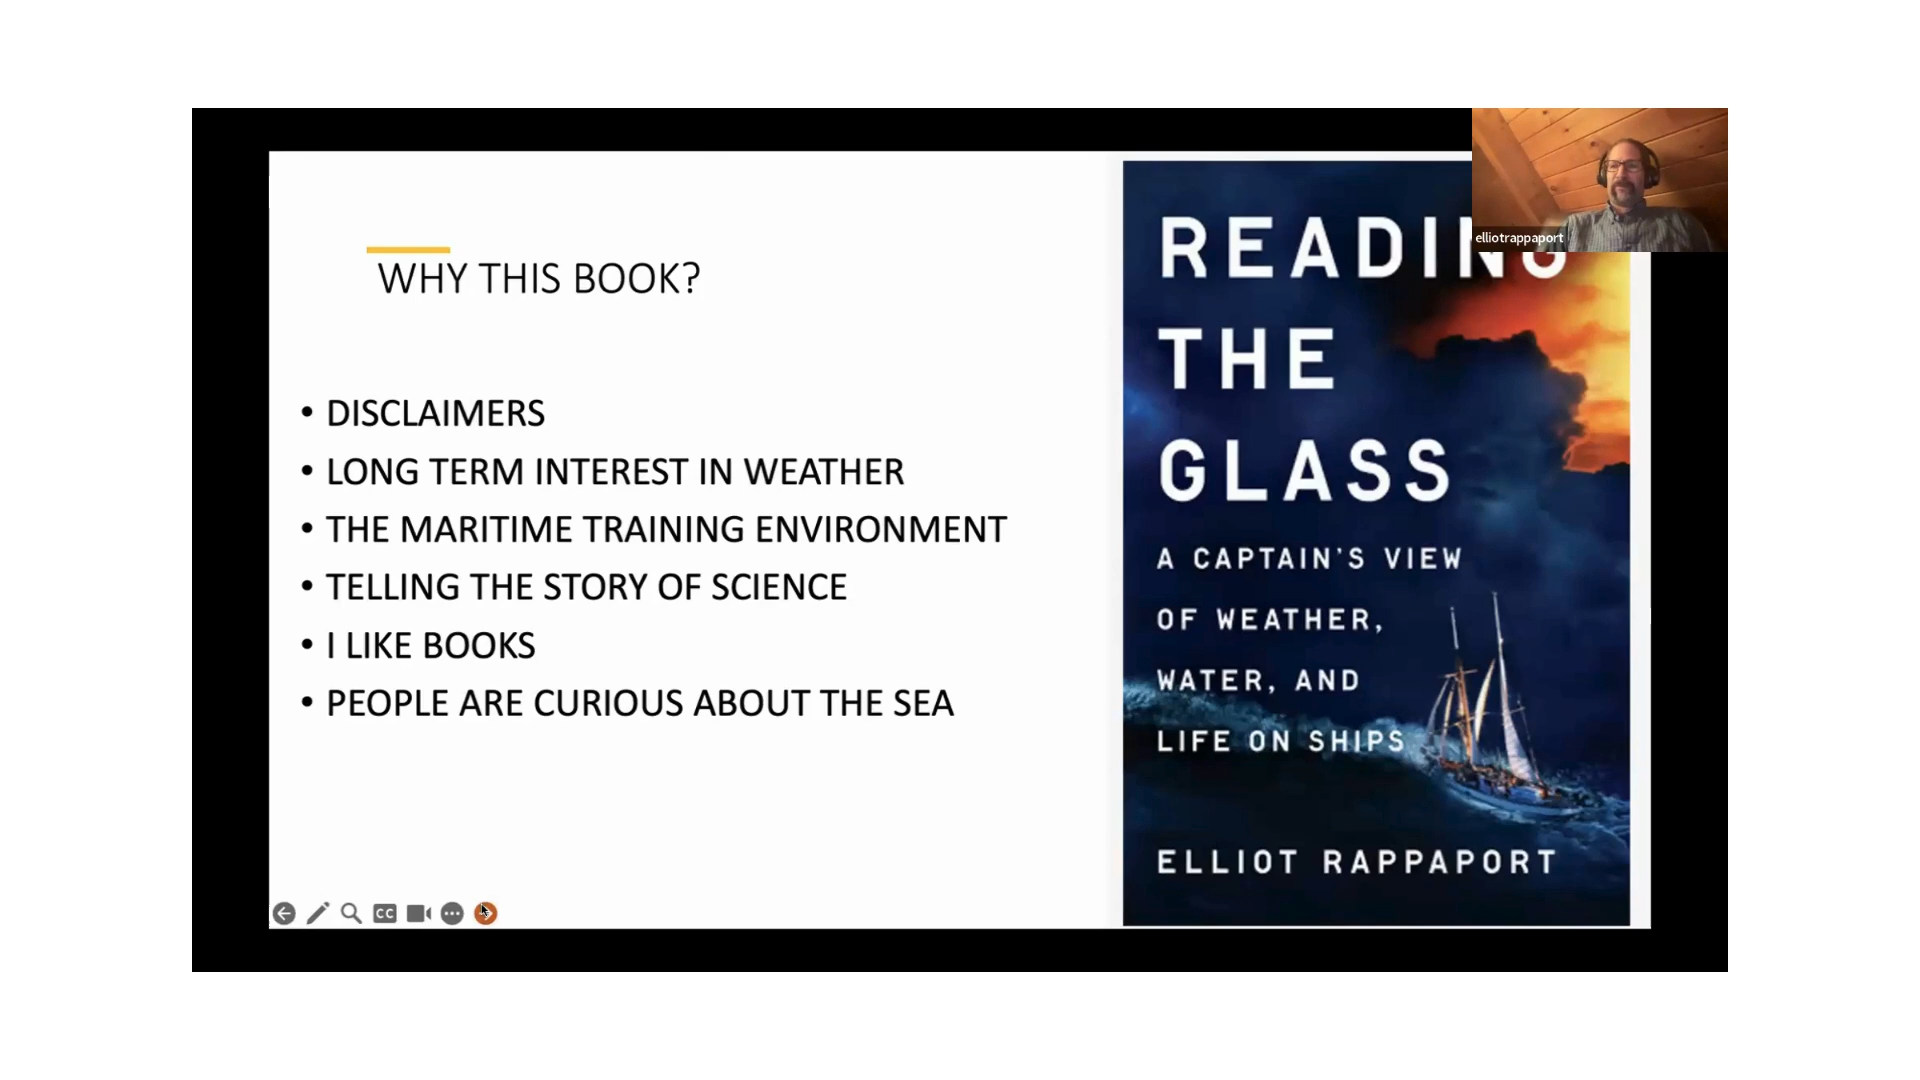 WHY THIS BOOK?
• DISCLAIMERS
• LONG TERM INTEREST IN WEATHER
• THE MARITIME TRAINING ENVIRONMENT
• TELLING THE STORY OF SCIENCE
• I LIKE BOOKS
• PEOPLE ARE CURIOUS ABOUT THE SEA
CC
READING
THE
GLASS
A CAPTAIN'S VIEW
OF WEATHER,
WATER, AND
LIFE ON SHIPS
ELLIOT RAPPAPORT
elliotrappaport